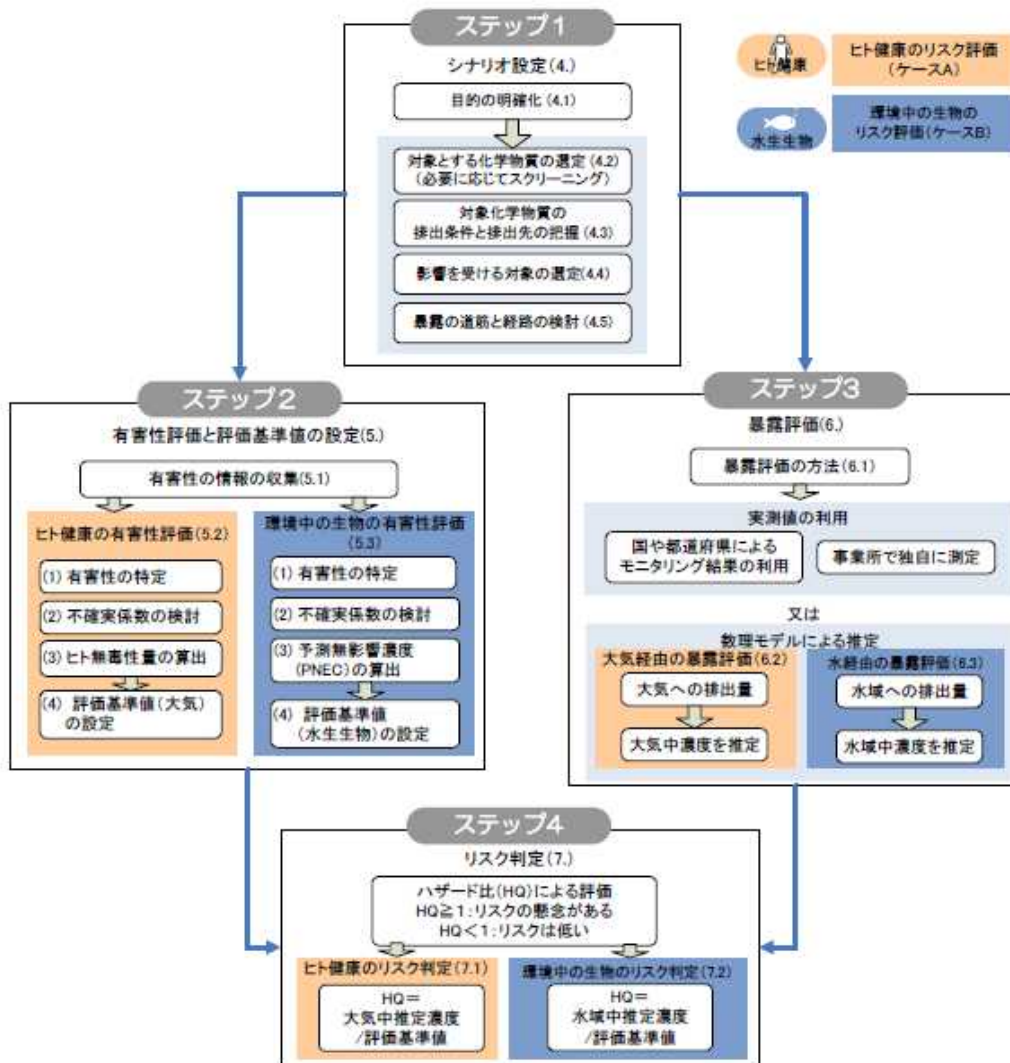 ステップ1
シナリオ設定(4.)
目的の明確化(4.1)
対象とする化学物質の選定(4.2)
(必要に応じてスクリーニング)
対象化学物質の
排出条件と排出先の把握(4.3)
影響を受ける対象の選定(4.4)
暴露の道筋と経路の検討(4.5)
ヒト健康
ヒト健康のリスク評価
(ケースA)
水生生物
環境中の生物の
リスク評価(ケースB)
ステップ2
有害性評価と評価基準値の設定(5.)
有害性の情報の収集(5.1)
ヒト健康の有害性評価(5.2)
(1) 有害性の特定
(2) 不確実係数の検討
(3) ヒト無毒性量の算出
(4) 評価基準値(大気)
の設定
環境中の生物の有害性評価
(5.3)
(1) 有害性の特定
(2) 不確実係数の検討
(3) 予測無影響濃度
(PNEC)の算出
(4) 評価基準値
(水生生物)の設定
ステップ3
暴露評価(6.)
暴露評価の方法(6.1)
実測値の利用
国や都道府県による
モニタリング結果の利用
事業所で独自に測定
又は
数理モデルによる推定
大気経由の暴露評価(6.2)
大気への排出量
大気中濃度を推定
水経由の暴露評価(6.3)
水域への排出量
水域中濃度を推定
ステップ4
リスク判定(7.)
ハザード比(HQ)による評価
HQ≧1:リスクの懸念がある
HQ<1:リスクは低い
ヒト健康のリスク判定(7.1)
HQ=
大気中推定濃度
/評価基準値
環境中の生物のリスク判定(7.2)
HQ=
水域中推定濃度
/評価基準値